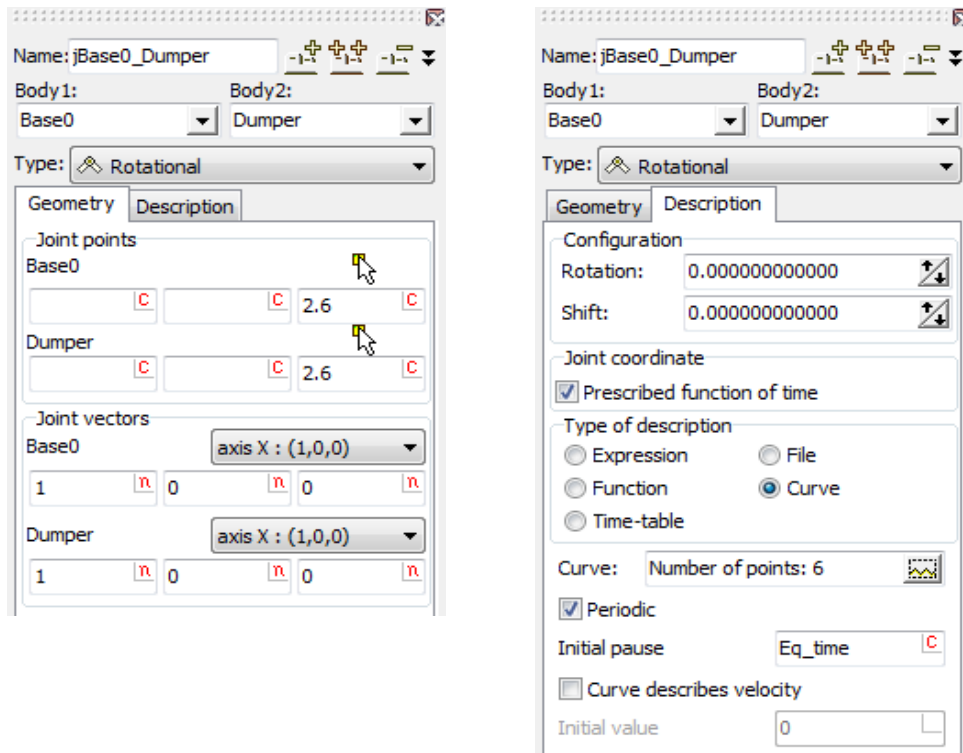 Name: jBase0_Dumper
Body1: Body2:
Base0 Dumper
Type: Rotational
Geometry Description
Joint points
Base0
C C 2.6 C
Dumper
C C 2.6 C
Joint vectors
Base0 axis X : (1,0,0)
1 n 0 n 0 n
Dumper axis X : (1,0,0)
1 n 0 n 0 n
Name: jBase0_Dumper
Body1: Body2:
Base0 Dumper
Type: Rotational
Geometry Description
Configuration
Rotation: 0.000000000000
Shift: 0.000000000000
Joint coordinate
Prescribed function of time
Type of description
Expression File
Function Curve
Time-table
Curve: Number of points: 6
Periodic
Initial pause Eq_time C
Curve describes velocity
Initial value 0